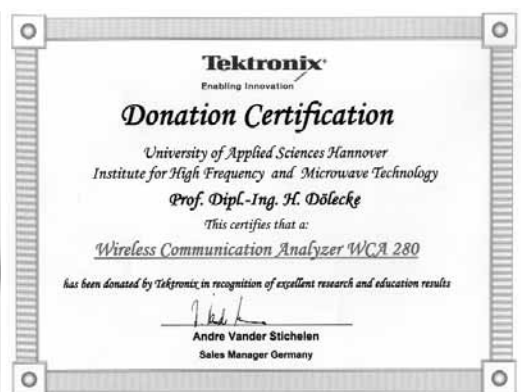 Tektronix
Enabling Innovation
Donation Certification
University of Applied Sciences Hannover
Institute for High Frequency and Microwave Technology
Prof. Dipl.-Ing. H. Dölecke
This certifies that a:
Wireless Communication Analyzer WCA 280
has been donated by Tektronix in recognition of excellent research and education results
Andre Vander Stichelen
Sales Manager Germany